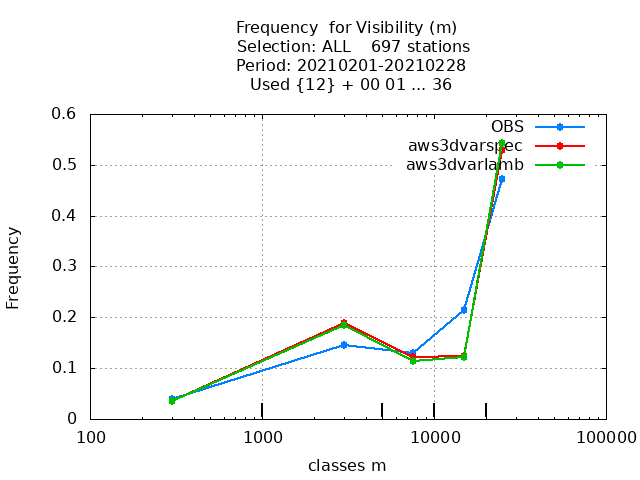 Frequency  for Visibility (m)
Selection: ALL    697 stations
Period: 20210201-20210228
Used {12} + 00 01 ... 36
OBS
aws3dvarspec
aws3dvarlamb
0.6
0.5
0.4
0.3
0.2
0.1
0
Frequency
100
1000
10000
100000
classes m